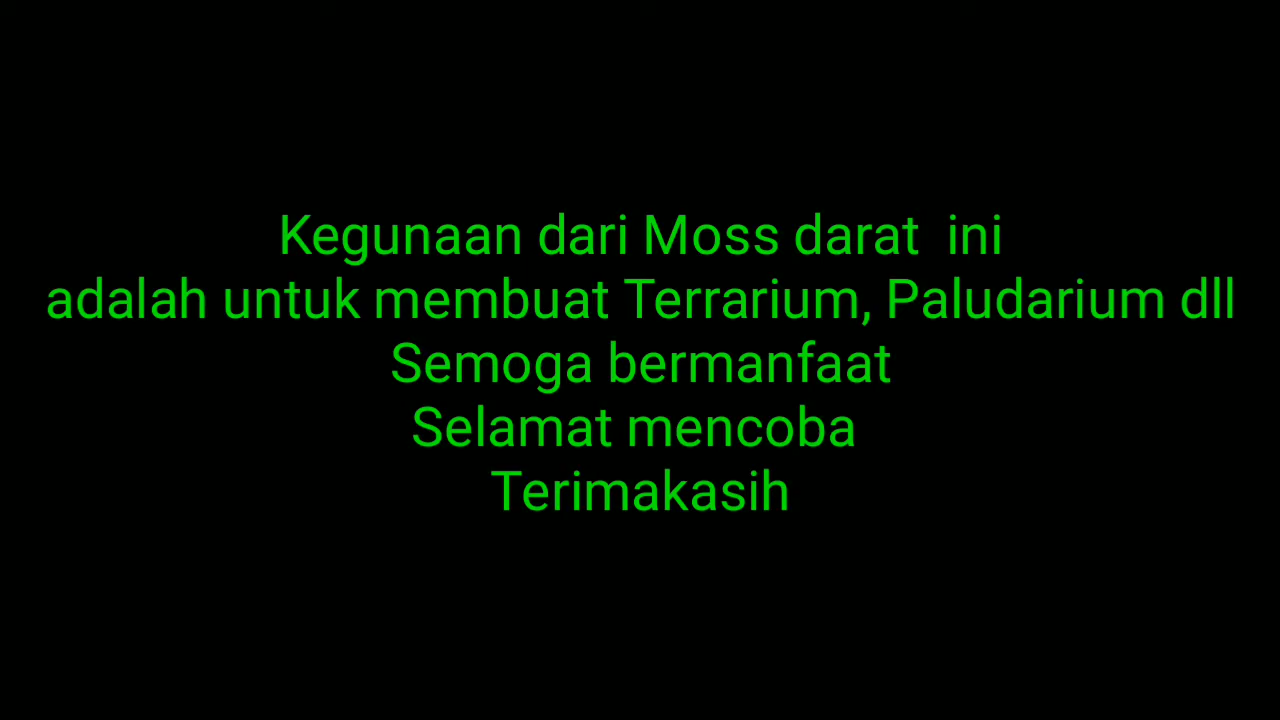 Kegunaan dari Moss darat  ini
adalah untuk membuat Terrarium, Paludarium dll
Semoga bermanfaat
Selamat mencoba
Terimakasih